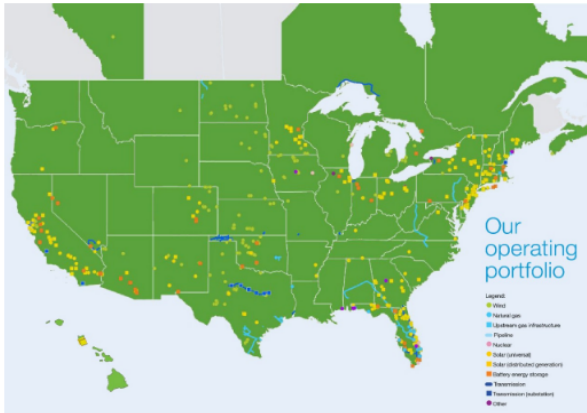 Our
operating
portfolio
Legend:
Wind
Natural gas
Upstream gas infrastructure
Pipeline
Nuclear
Solar (universal)
Solar (distributed generation)
Battery energy storage
Transmission
Transmission (substation)
Other